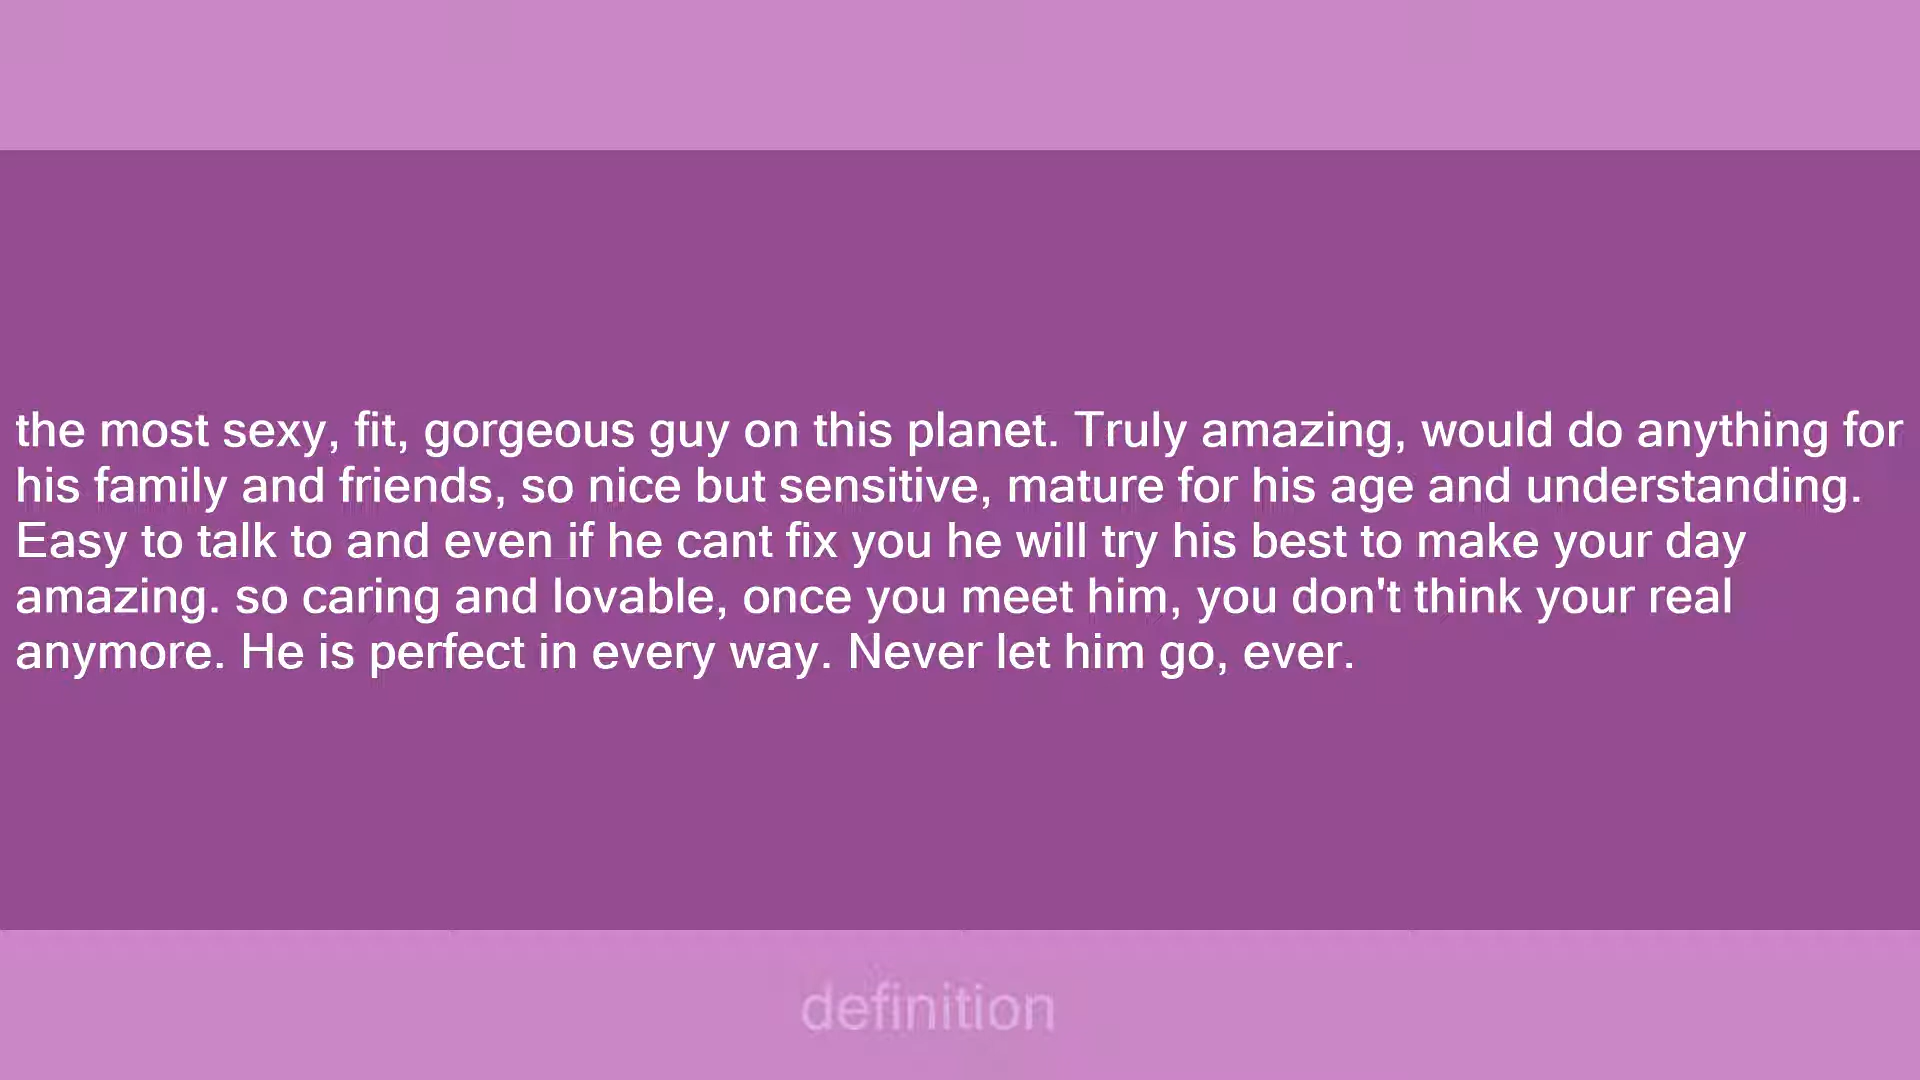 the most sexy, fit, gorgeous guy on this planet. Truly amazing, would do anything for
his family and friends, so nice but sensitive, mature for his age and understanding.
Easy to talk to and even if he cant fix you he will try his best to make your day
amazing. so caring and lovable, once you meet him, you don't think your real
anymore. He is perfect in every way. Never let him go, ever.
definition